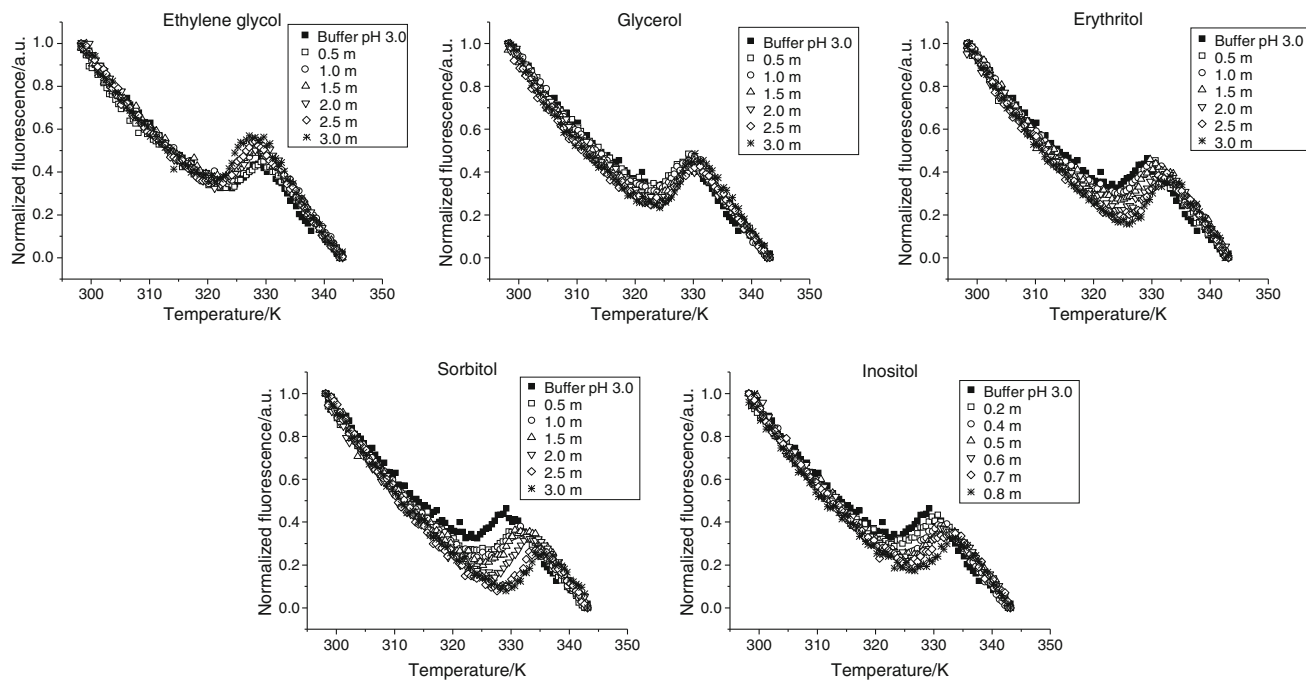 Ethylene glycol
Buffer pH 3.0
0.5 m
1.0 m
1.5 m
2.0 m
2.5 m
3.0 m
Normalized fluorescence/a.u.
1.0
0.8
0.6
0.4
0.2
0.0
300 310 320 330 340 350
Temperature/K
Glycerol
Buffer pH 3.0
0.5 m
1.0 m
1.5 m
2.0 m
2.5 m
3.0 m
Normalized fluorescence/a.u.
1.0
0.8
0.6
0.4
0.2
0.0
300 310 320 330 340 350
Temperature/K
Erythritol
Buffer pH 3.0
0.5 m
1.0 m
1.5 m
2.0 m
2.5 m
3.0 m
Normalized fluorescence/a.u.
1.0
0.8
0.6
0.4
0.2
0.0
300 310 320 330 340 350
Temperature/K
Sorbitol
Buffer pH 3.0
0.5 m
1.0 m
1.5 m
2.0 m
2.5 m
3.0 m
Normalized fluorescence/a.u.
1.0
0.8
0.6
0.4
0.2
0.0
300 310 320 330 340 350
Temperature/K
Inositol
Buffer pH 3.0
0.2 m
0.4 m
0.5 m
0.6 m
0.7 m
0.8 m
Normalized fluorescence/a.u.
1.0
0.8
0.6
0.4
0.2
0.0
300 310 320 330 340 350
Temperature/K